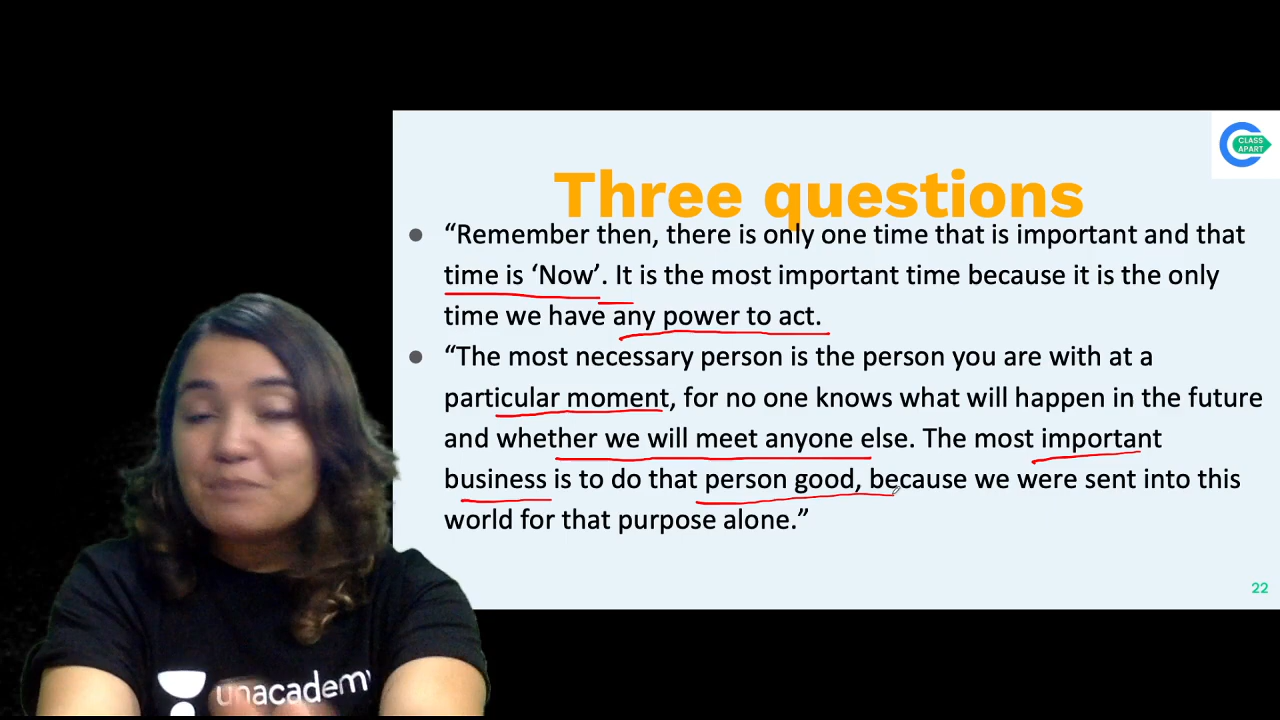 CLASS
APART
Three questions
● “Remember then, there is only one time that is important and that
time is ‘Now’. It is the most important time because it is the only
time we have any power to act.
● “The most necessary person is the person you are with at a
particular moment, for no one knows what will happen in the future
and whether we will meet anyone else. The most important
business is to do that person good, because we were sent into this
world for that purpose alone.”
22
unacademy